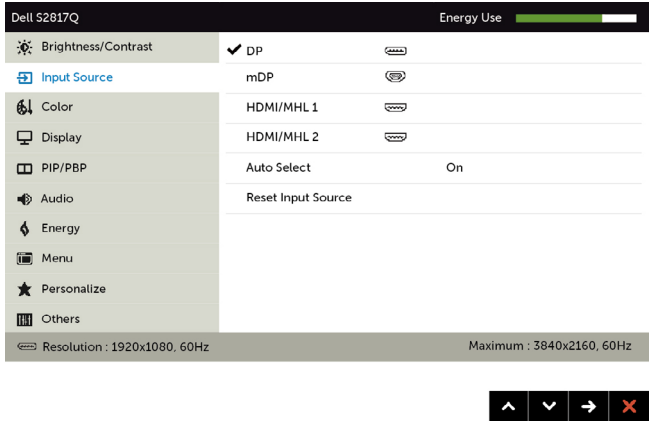 Dell S2817Q Energy Use
Brightness/Contrast
Input Source
Color
Display
PIP/PBP
Audio
Energy
Menu
Personalize
Others
DP
mDP
HDMI/MHL 1
HDMI/MHL 2
Auto Select On
Reset Input Source
Resolution : 1920x1080, 60Hz Maximum : 3840x2160, 60Hz